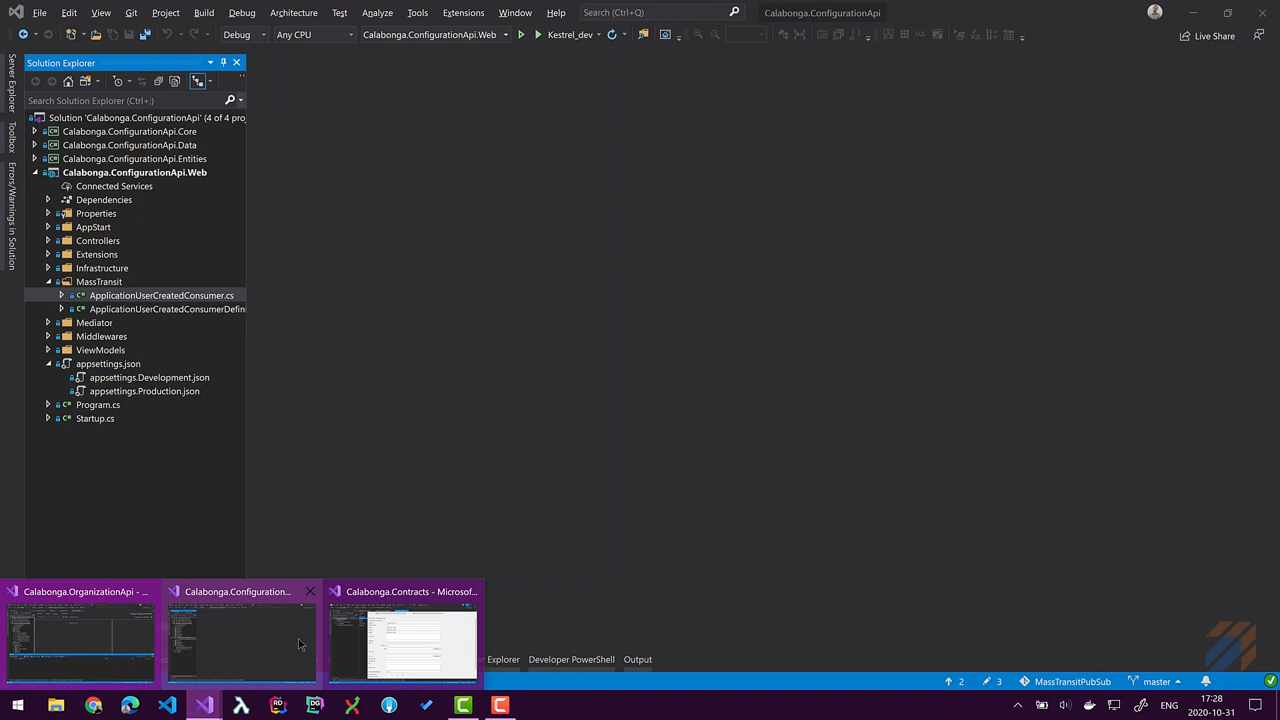 File Edit View Git Project Build Debug Architecture Test Analyze Tools Extensions Window Help Search (Ctrl+Q) Calabonga.ConfigurationApi
Debug Any CPU Calabonga.ConfigurationApi.Web Kestrel_dev Live Share
Solution Explorer
Search Solution Explorer (Ctrl+;)
Solution 'Calabonga.ConfigurationApi' (4 of 4 proj
Calabonga.ConfigurationApi.Core
Calabonga.ConfigurationApi.Data
Calabonga.ConfigurationApi.Entities
Calabonga.ConfigurationApi.Web
Connected Services
Dependencies
Properties
AppStart
Controllers
Extensions
Infrastructure
MassTransit
ApplicationUserCreatedConsumer.cs
ApplicationUserCreatedConsumerDefini
Mediator
Middlewares
ViewModels
appsettings.json
appsettings.Development.json
appsettings.Production.json
Program.cs
Startup.cs
Server Explorer
Toolbox
Errors/Warnings in Solution
Calabonga.OrganizationApi - ...
Calabonga.Configuration...
Calabonga.Contracts - Microsof...
Explorer Developer PowerShell Output
2 3 MassTransitPubSub master
ENG
17:28
2020-10-31